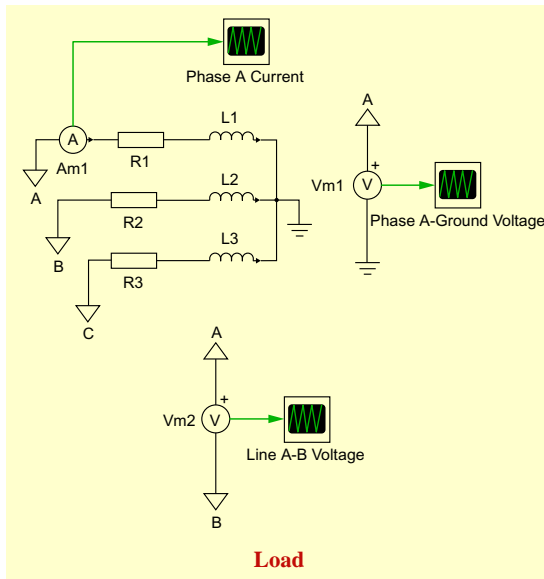 Phase A Current
A
Am1
A
R1
L1
R2
L2
B
R3
L3
C
A
+
Vm1
V
Phase A-Ground Voltage
A
+
Vm2
V
Line A-B Voltage
B
Load